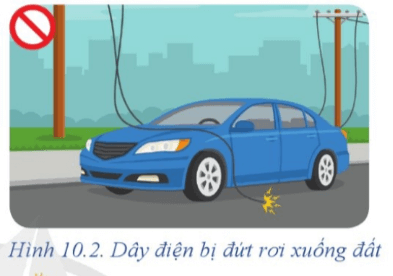 Hình 10.2. Dây điện bị đứt rơi xuống đất